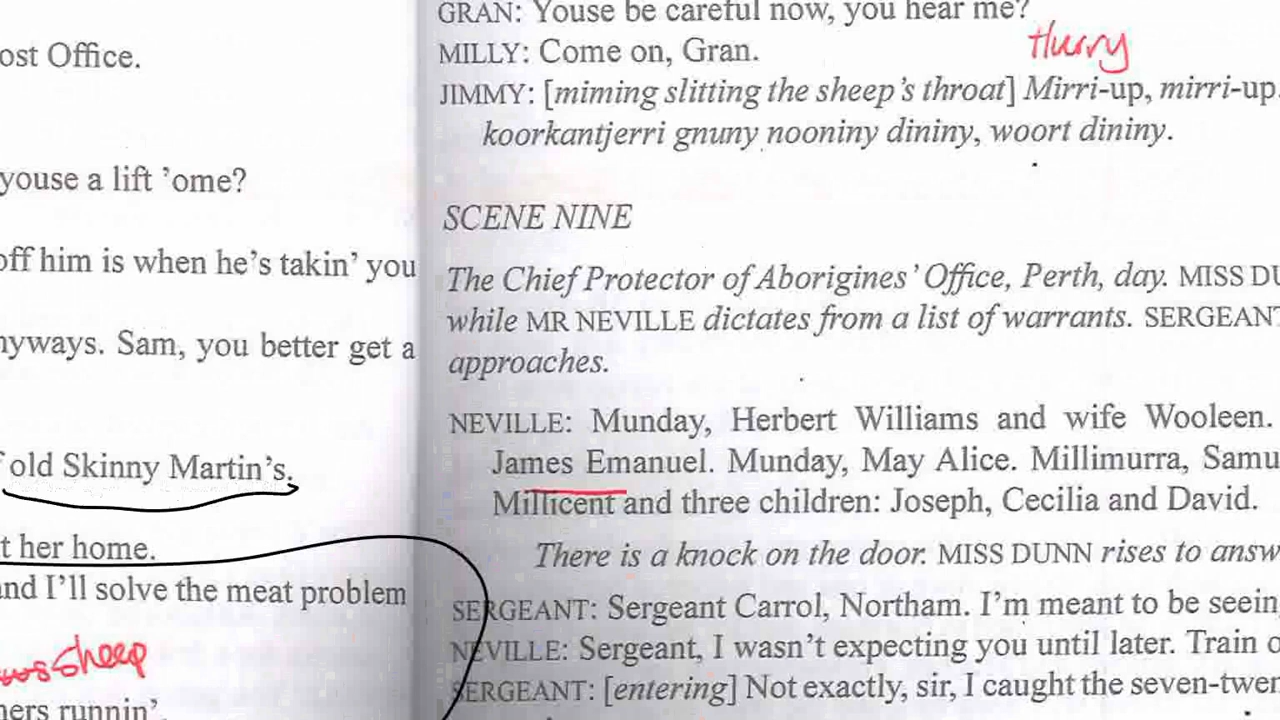 ost Office.
youse a lift ’ome?
off him is when he’s takin’ you
nyways. Sam, you better get a
old Skinny Martin’s.
t her home.
and I’ll solve the meat problem
sheep
runnin’.
GRAN: Youse be careful now, you hear me?
Hurry
MILLY: Come on, Gran.
JIMMY: [miming slitting the sheep’s throat] Mirri-up, mirri-up.
koorkantjerri gnuny nooniny dininy, woort dininy.
SCENE NINE
The Chief Protector of Aborigines’ Office, Perth, day. MISS DU
while MR NEVILLE dictates from a list of warrants. SERGEANT
approaches.
NEVILLE: Munday, Herbert Williams and wife Wooleen.
James Emanuel. Munday, May Alice. Millimurra, Samu
Millicent and three children: Joseph, Cecilia and David.
There is a knock on the door. MISS DUNN rises to answ
SERGEANT: Sergeant Carrol, Northam. I’m meant to be seein
NEVILLE: Sergeant, I wasn’t expecting you until later. Train o
SERGEANT: [entering] Not exactly, sir, I caught the seven-twen